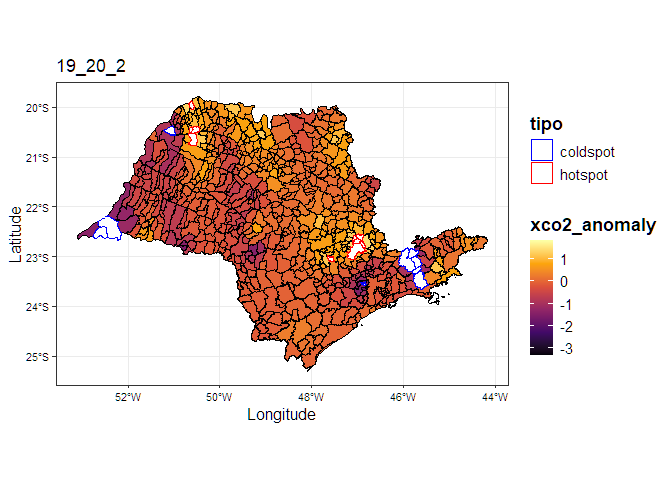 19_20_2
20°S
21°S
22°S
23°S
24°S
25°S
Latitude
52°W 50°W 48°W 46°W 44°W
Longitude
tipo
coldspot
hotspot
xco2_anomaly
1
0
-1
-2
-3